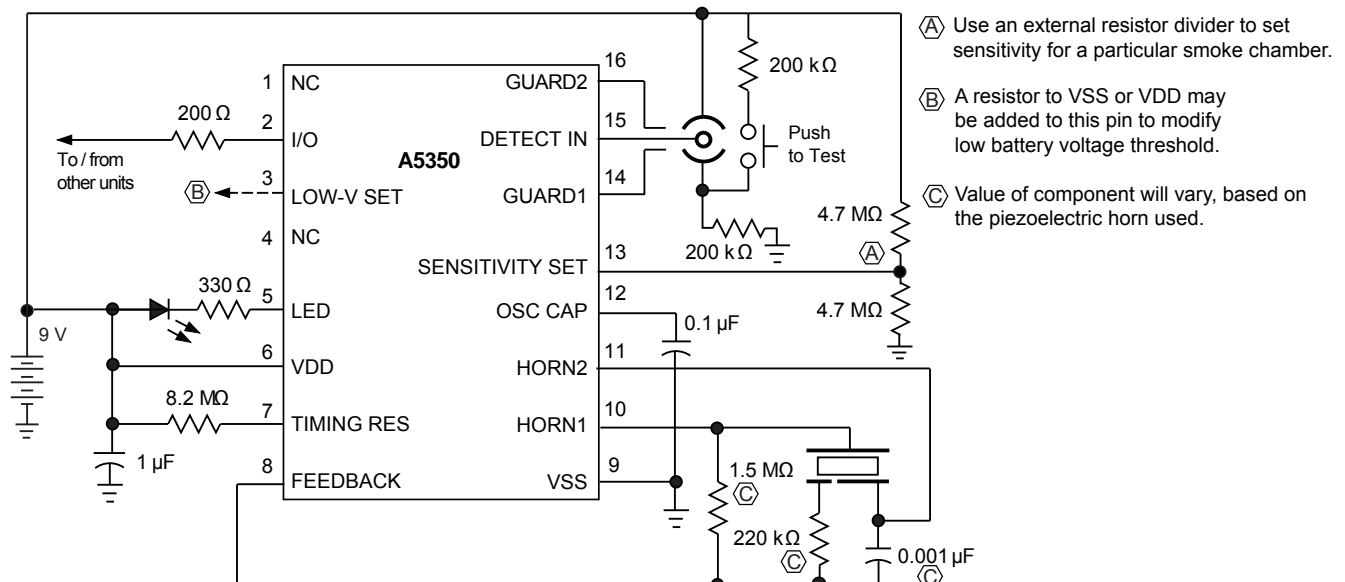 A Use an external resistor divider to set
sensitivity for a particular smoke chamber.
B A resistor to VSS or VDD may
be added to this pin to modify
low battery voltage threshold.
C Value of component will vary, based on
the piezoelectric horn used.
A5350
1 NC
200 Ω
2 I/O
To / from
other units
B
3 LOW-V SET
4 NC
330 Ω
5 LED
9 V
6 VDD
8.2 MΩ
7 TIMING RES
1 µF
8 FEEDBACK
16 GUARD2
15 DETECT IN
14 GUARD1
13 SENSITIVITY SET
12 OSC CAP
11 HORN2
10 HORN1
9 VSS
200 kΩ
Push
to Test
200 kΩ
4.7 MΩ
A
4.7 MΩ
0.1 µF
1.5 MΩ
C
220 kΩ
C
0.001 µF
C